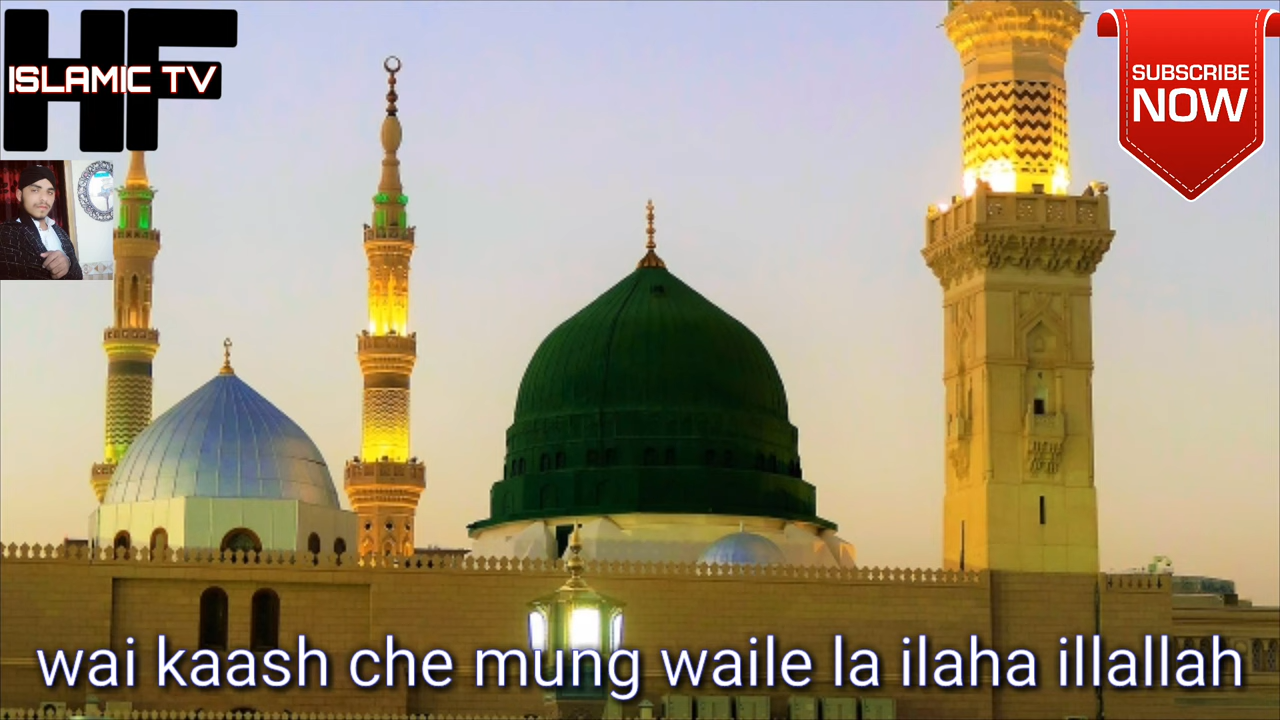 HF
ISLAMIC TV
SUBSCRIBE
NOW
wai kaash che mung waile la ilaha illallah